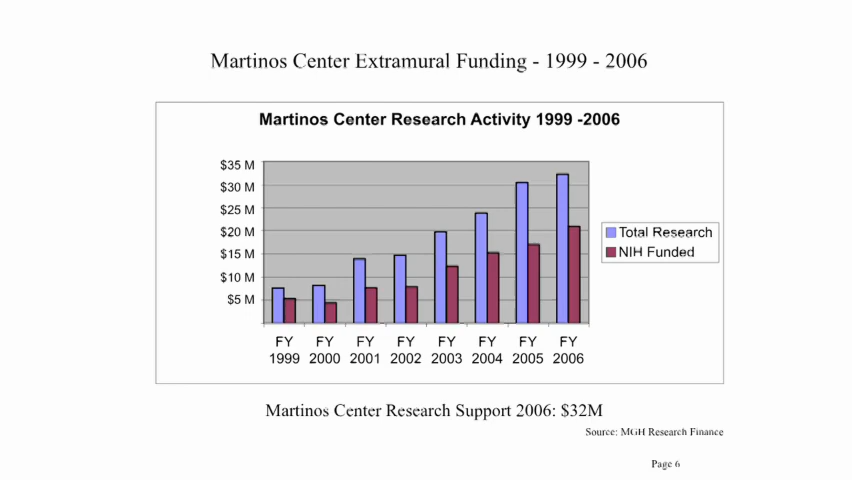 Martinos Center Extramural Funding - 1999 - 2006
Martinos Center Research Activity 1999 -2006
$35 M
$30 M
$25 M
$20 M
$15 M
$10 M
$5 M
Total Research
NIH Funded
FY 1999
FY 2000
FY 2001
FY 2002
FY 2003
FY 2004
FY 2005
FY 2006
Martinos Center Research Support 2006: $32M
Source: MGH Research Finance
Page 6